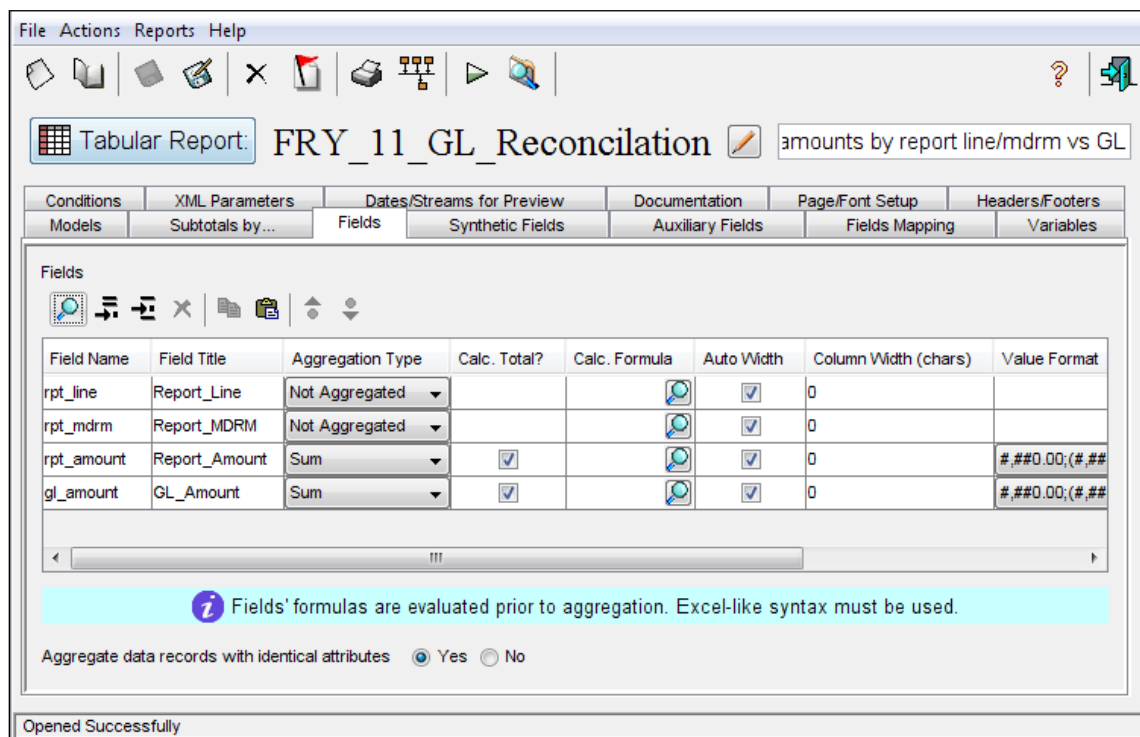 File Actions Reports Help
Tabular Report: FRY_11_GL_Reconcilation amounts by report line/mdrm vs GL
Conditions XML Parameters Dates/Streams for Preview Documentation Page/Font Setup Headers/Footers
Models Subtotals by... Fields Synthetic Fields Auxiliary Fields Fields Mapping Variables
Fields
Field Name Field Title Aggregation Type Calc. Total? Calc. Formula Auto Width Column Width (chars) Value Format
rpt_line Report_Line Not Aggregated 0
rpt_mdrm Report_MDRM Not Aggregated 0
rpt_amount Report_Amount Sum 0 #,##0.00;(#,##
gl_amount GL_Amount Sum 0 #,##0.00;(#,##
i Fields' formulas are evaluated prior to aggregation. Excel-like syntax must be used.
Aggregate data records with identical attributes Yes No
Opened Successfully